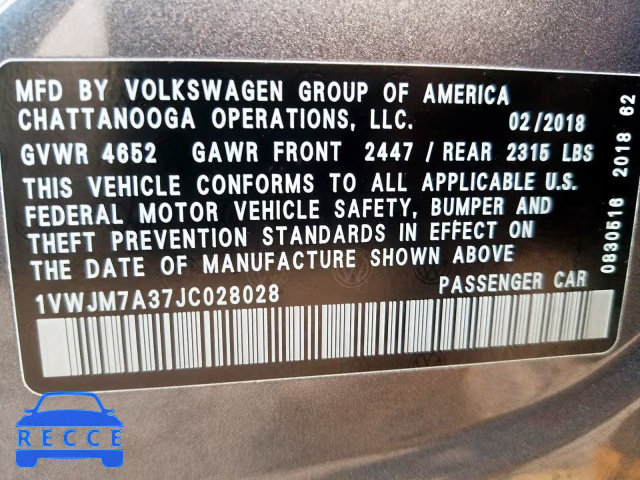 MFD BY VOLKSWAGEN GROUP OF AMERICA
CHATTANOOGA OPERATIONS, LLC. 02/2018
GVWR 4652 GAWR FRONT 2447 / REAR 2315 LBS
THIS VEHICLE CONFORMS TO ALL APPLICABLE U.S.
FEDERAL MOTOR VEHICLE SAFETY, BUMPER AND
THEFT PREVENTION STANDARDS IN EFFECT ON
THE DATE OF MANUFACTURE SHOWN ABOVE
1VWJM7A37JC028028 PASSENGER CAR
0830516 2018 62
RECCE